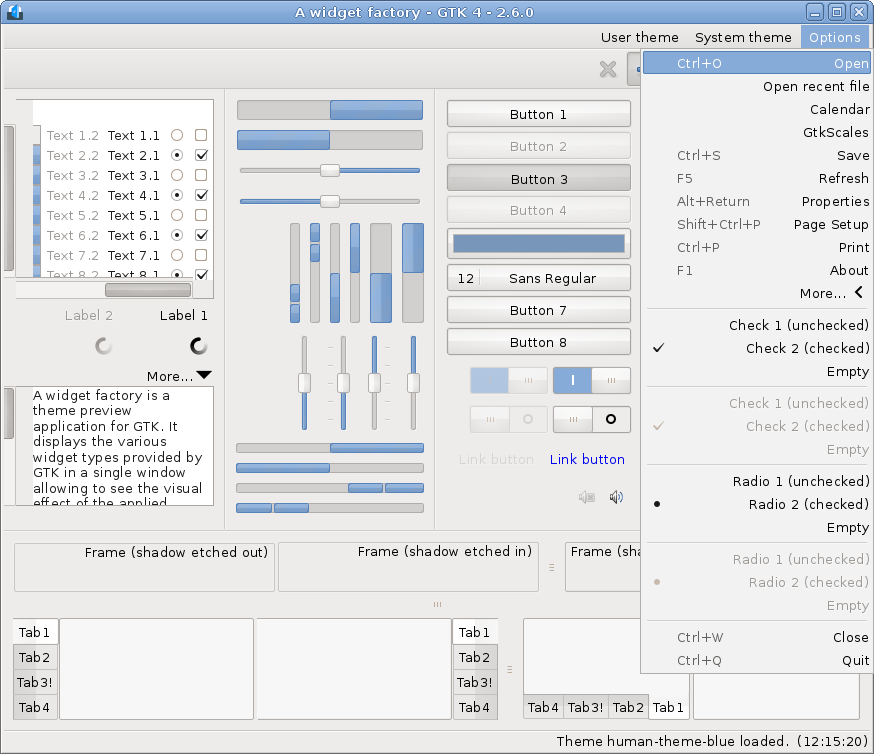 A widget factory - GTK 4 - 2.6.0
User theme System theme Options
Ctrl+O Open
Open recent file
Calendar
GtkScales
Ctrl+S Save
F5 Refresh
Alt+Return Properties
Shift+Ctrl+P Page Setup
Ctrl+P Print
F1 About
More...
Check 1 (unchecked)
Check 2 (checked)
Empty
Check 1 (unchecked)
Check 2 (checked)
Empty
Radio 1 (unchecked)
Radio 2 (checked)
Empty
Radio 1 (unchecked)
Radio 2 (checked)
Empty
Ctrl+W Close
Ctrl+Q Quit
Text 1.2 Text 1.1
Text 2.2 Text 2.1
Text 3.2 Text 3.1
Text 4.2 Text 4.1
Text 5.2 Text 5.1
Text 6.2 Text 6.1
Text 7.2 Text 7.1
Text 8.2 Text 8.1
Label 2 Label 1
More...
A widget factory is a
theme preview
application for GTK. It
displays the various
widget types provided by
GTK in a single window
allowing to see the visual
effect of the applied
Button 1
Button 2
Button 3
Button 4
12 Sans Regular
Button 7
Button 8
Link button Link button
Frame (shadow etched out)
Frame (shadow etched in)
Frame (sha
Tab1
Tab2
Tab3!
Tab4
Tab1
Tab2
Tab3!
Tab4
Tab4 Tab3! Tab2 Tab1
Theme human-theme-blue loaded. (12:15:20)